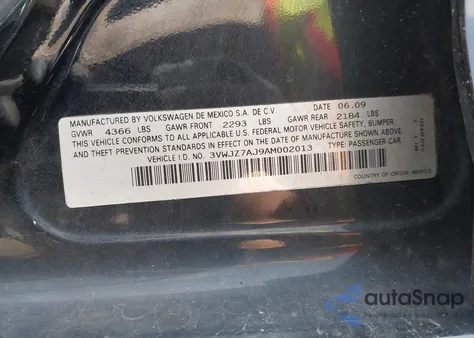 MANUFACTURED BY VOLKSWAGEN DE MEXICO S.A. DE C.V. DATE 06.09
GVWR 4366 LBS GAWR FRONT 2293 LBS GAWR REAR 2184 LBS
THIS VEHICLE CONFORMS TO ALL APPLICABLE FEDERAL MOTOR VEHICLE SAFETY, BUMPER,
AND THEFT PREVENTION STANDARDS IN EFFECT ON THE DATE OF MANUFACTURE SHOWN ABOVE.
VEHICLE I.D. NO. 3VWJZ7AJ9AM002013 TYPE: PASSENGER CAR
COUNTRY OF ORIGIN: MEXICO
autoSnap